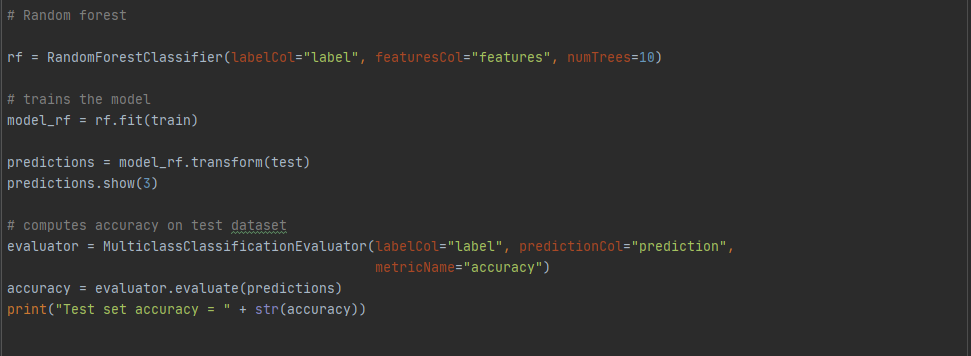 # Random forest
rf = RandomForestClassifier(labelCol="label", featuresCol="features", numTrees=10)
# trains the model
model_rf = rf.fit(train)
predictions = model_rf.transform(test)
predictions.show(3)
# computes accuracy on test dataset
evaluator = MulticlassClassificationEvaluator(labelCol="label", predictionCol="prediction",
metricName="accuracy")
accuracy = evaluator.evaluate(predictions)
print("Test set accuracy = " + str(accuracy))